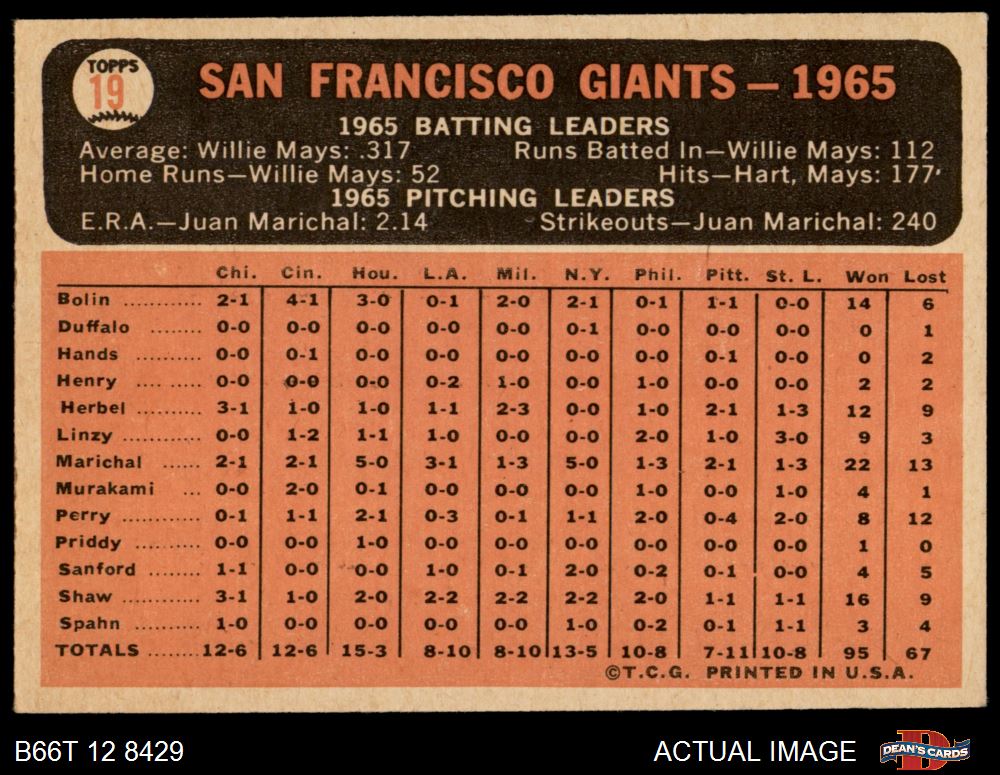 TOPPS
19
SAN FRANCISCO GIANTS — 1965
1965 BATTING LEADERS
Average: Willie Mays: .317 Runs Batted In—Willie Mays: 112
Home Runs—Willie Mays: 52 Hits—Hart, Mays: 177
1965 PITCHING LEADERS
E.R.A.—Juan Marichal: 2.14 Strikeouts—Juan Marichal: 240
Chi. Cin. Hou. L.A. Mil. N.Y. Phil. Pitt. St. L. Won Lost
Bolin ........... 2-1 4-1 3-0 0-1 2-0 2-1 0-1 1-1 0-0 14 6
Duffalo ........ 0-0 0-0 0-0 0-0 0-0 0-1 0-0 0-0 0-0 0 1
Hands ........... 0-0 0-1 0-0 0-0 0-0 0-0 0-0 0-1 0-0 0 2
Henry .... ..... 0-0 0-0 0-0 0-2 1-0 0-0 1-0 0-0 0-0 2 2
Herbel .......... 3-1 1-0 1-0 1-1 2-3 0-0 1-0 2-1 1-3 12 9
Linzy ........... 0-0 1-2 1-1 1-0 0-0 0-0 2-0 1-0 3-0 9 3
Marichal ...... 2-1 2-1 5-0 3-1 1-3 5-0 1-3 2-1 1-3 22 13
Murakami ... 0-0 2-0 0-1 0-0 0-0 0-0 1-0 0-0 1-0 4 1
Perry ............ 0-1 1-1 2-1 0-3 0-1 1-1 2-0 0-4 2-0 8 12
Priddy .......... 0-0 0-0 1-0 0-0 0-0 0-0 0-0 0-0 0-0 1 0
Sanford ........ 1-1 0-0 0-0 1-0 0-1 2-0 0-2 0-1 0-0 4 5
Shaw ............ 3-1 1-0 2-0 2-2 2-2 2-2 2-0 1-1 1-1 16 9
Spahn .......... 1-0 0-0 0-0 0-0 0-0 1-0 0-2 0-1 1-1 3 4
TOTALS ........ 12-6 12-6 15-3 8-10 8-10 13-5 10-8 7-11 10-8 95 67
©T.C.G. PRINTED IN U.S.A.
B66T 12 8429 ACTUAL IMAGE DEAN'S CARDS